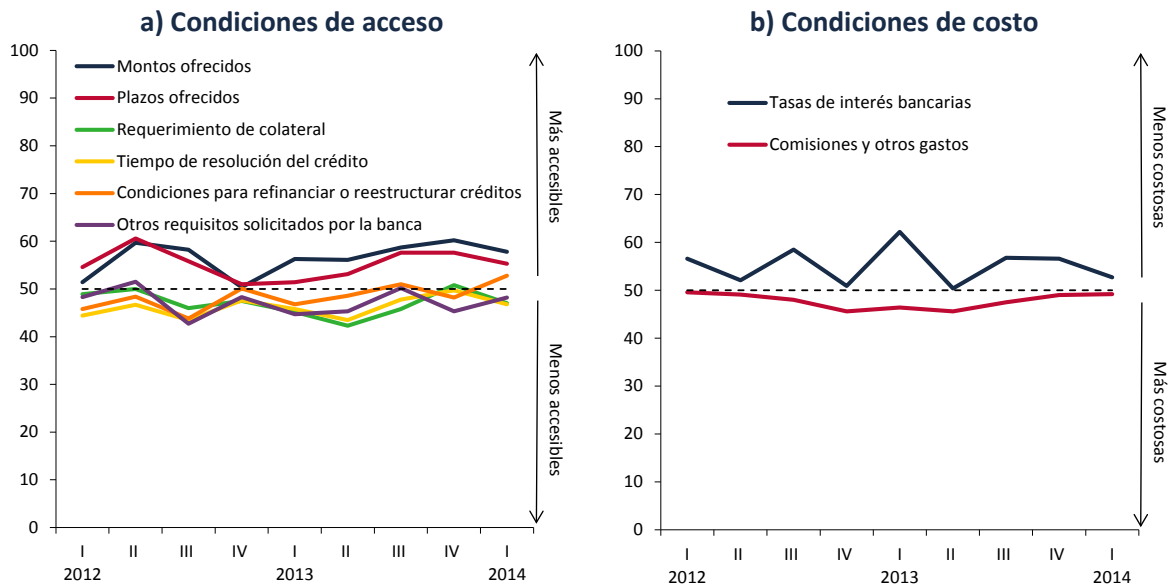 a) Condiciones de acceso
100
90
80
70
60
50
40
30
20
10
0
Montos ofrecidos
Plazos ofrecidos
Requerimiento de colateral
Tiempo de resolución del crédito
Condiciones para refinanciar o reestructurar créditos
Otros requisitos solicitados por la banca
Más accesibles
Menos accesibles
I II III IV I II III IV I
2012 2013 2014
b) Condiciones de costo
100
90
80
70
60
50
40
30
20
10
0
Tasas de interés bancarias
Comisiones y otros gastos
Menos costosas
Más costosas
I II III IV I II III IV I
2012 2013 2014